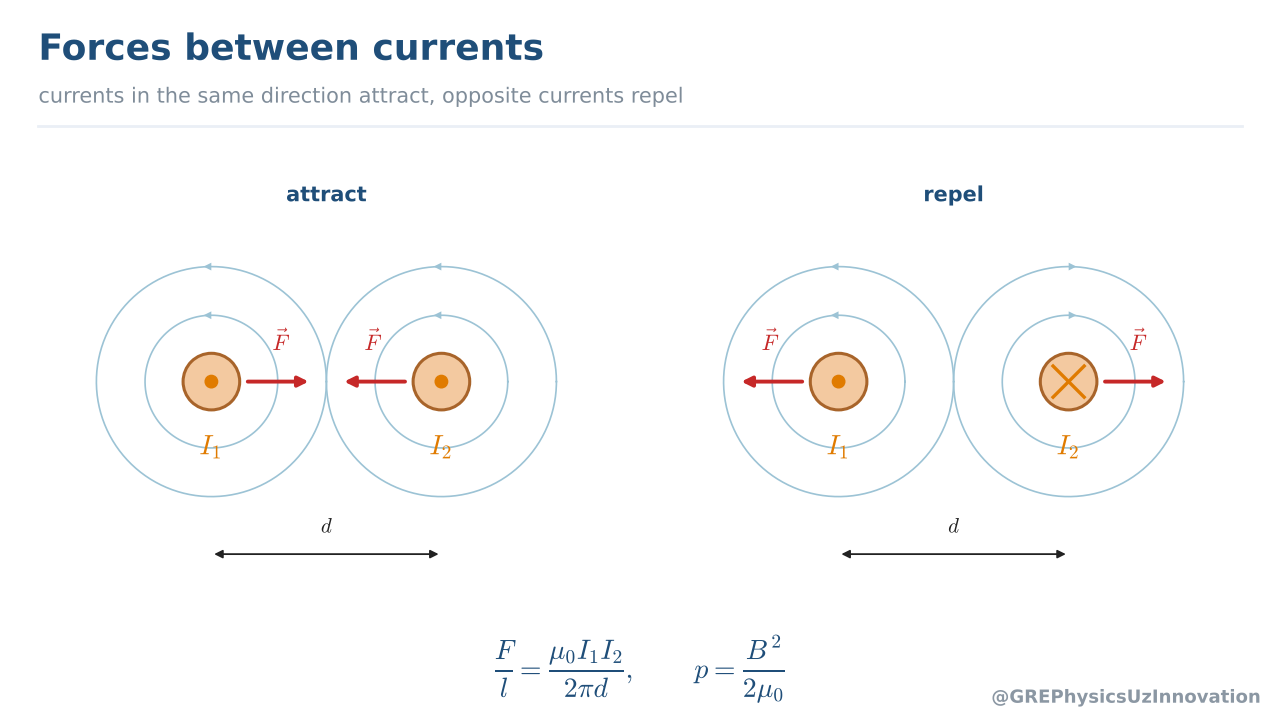 Forces between currents
currents in the same direction attract, opposite currents repel
attract
repel
F⃗ F⃗ F⃗ F⃗
I₁ I₂ I₁ I₂
d d
F/l = μ₀I₁I₂/2πd, p = B²/2μ₀
@GREPhysicsUzInnovation